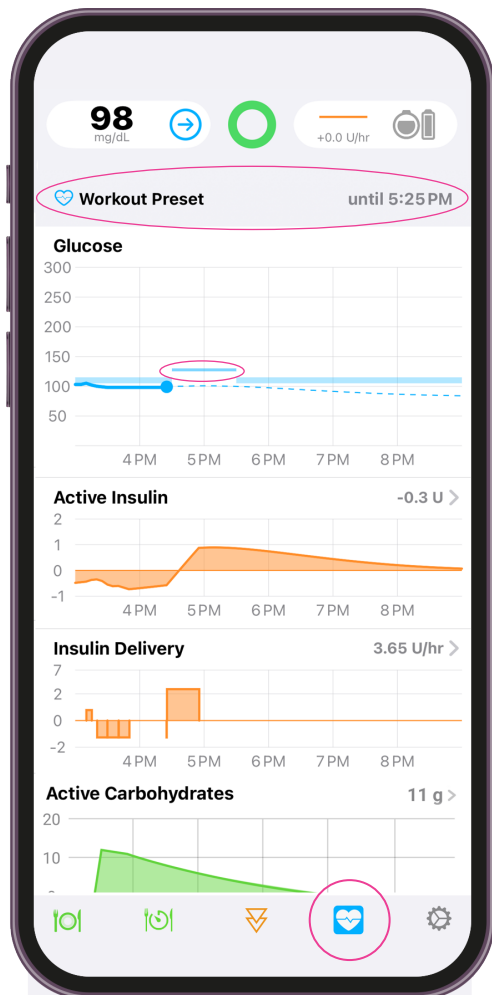 98
mg/dL
+0.0 U/hr
Workout Preset until 5:25 PM
Glucose
300
250
200
150
100
50
4 PM 5 PM 6 PM 7 PM 8 PM
Active Insulin -0.3 U
2
1
0
-1
4 PM 5 PM 6 PM 7 PM 8 PM
Insulin Delivery 3.65 U/hr
7
2
0
-2
4 PM 5 PM 6 PM 7 PM 8 PM
Active Carbohydrates 11 g
20
10